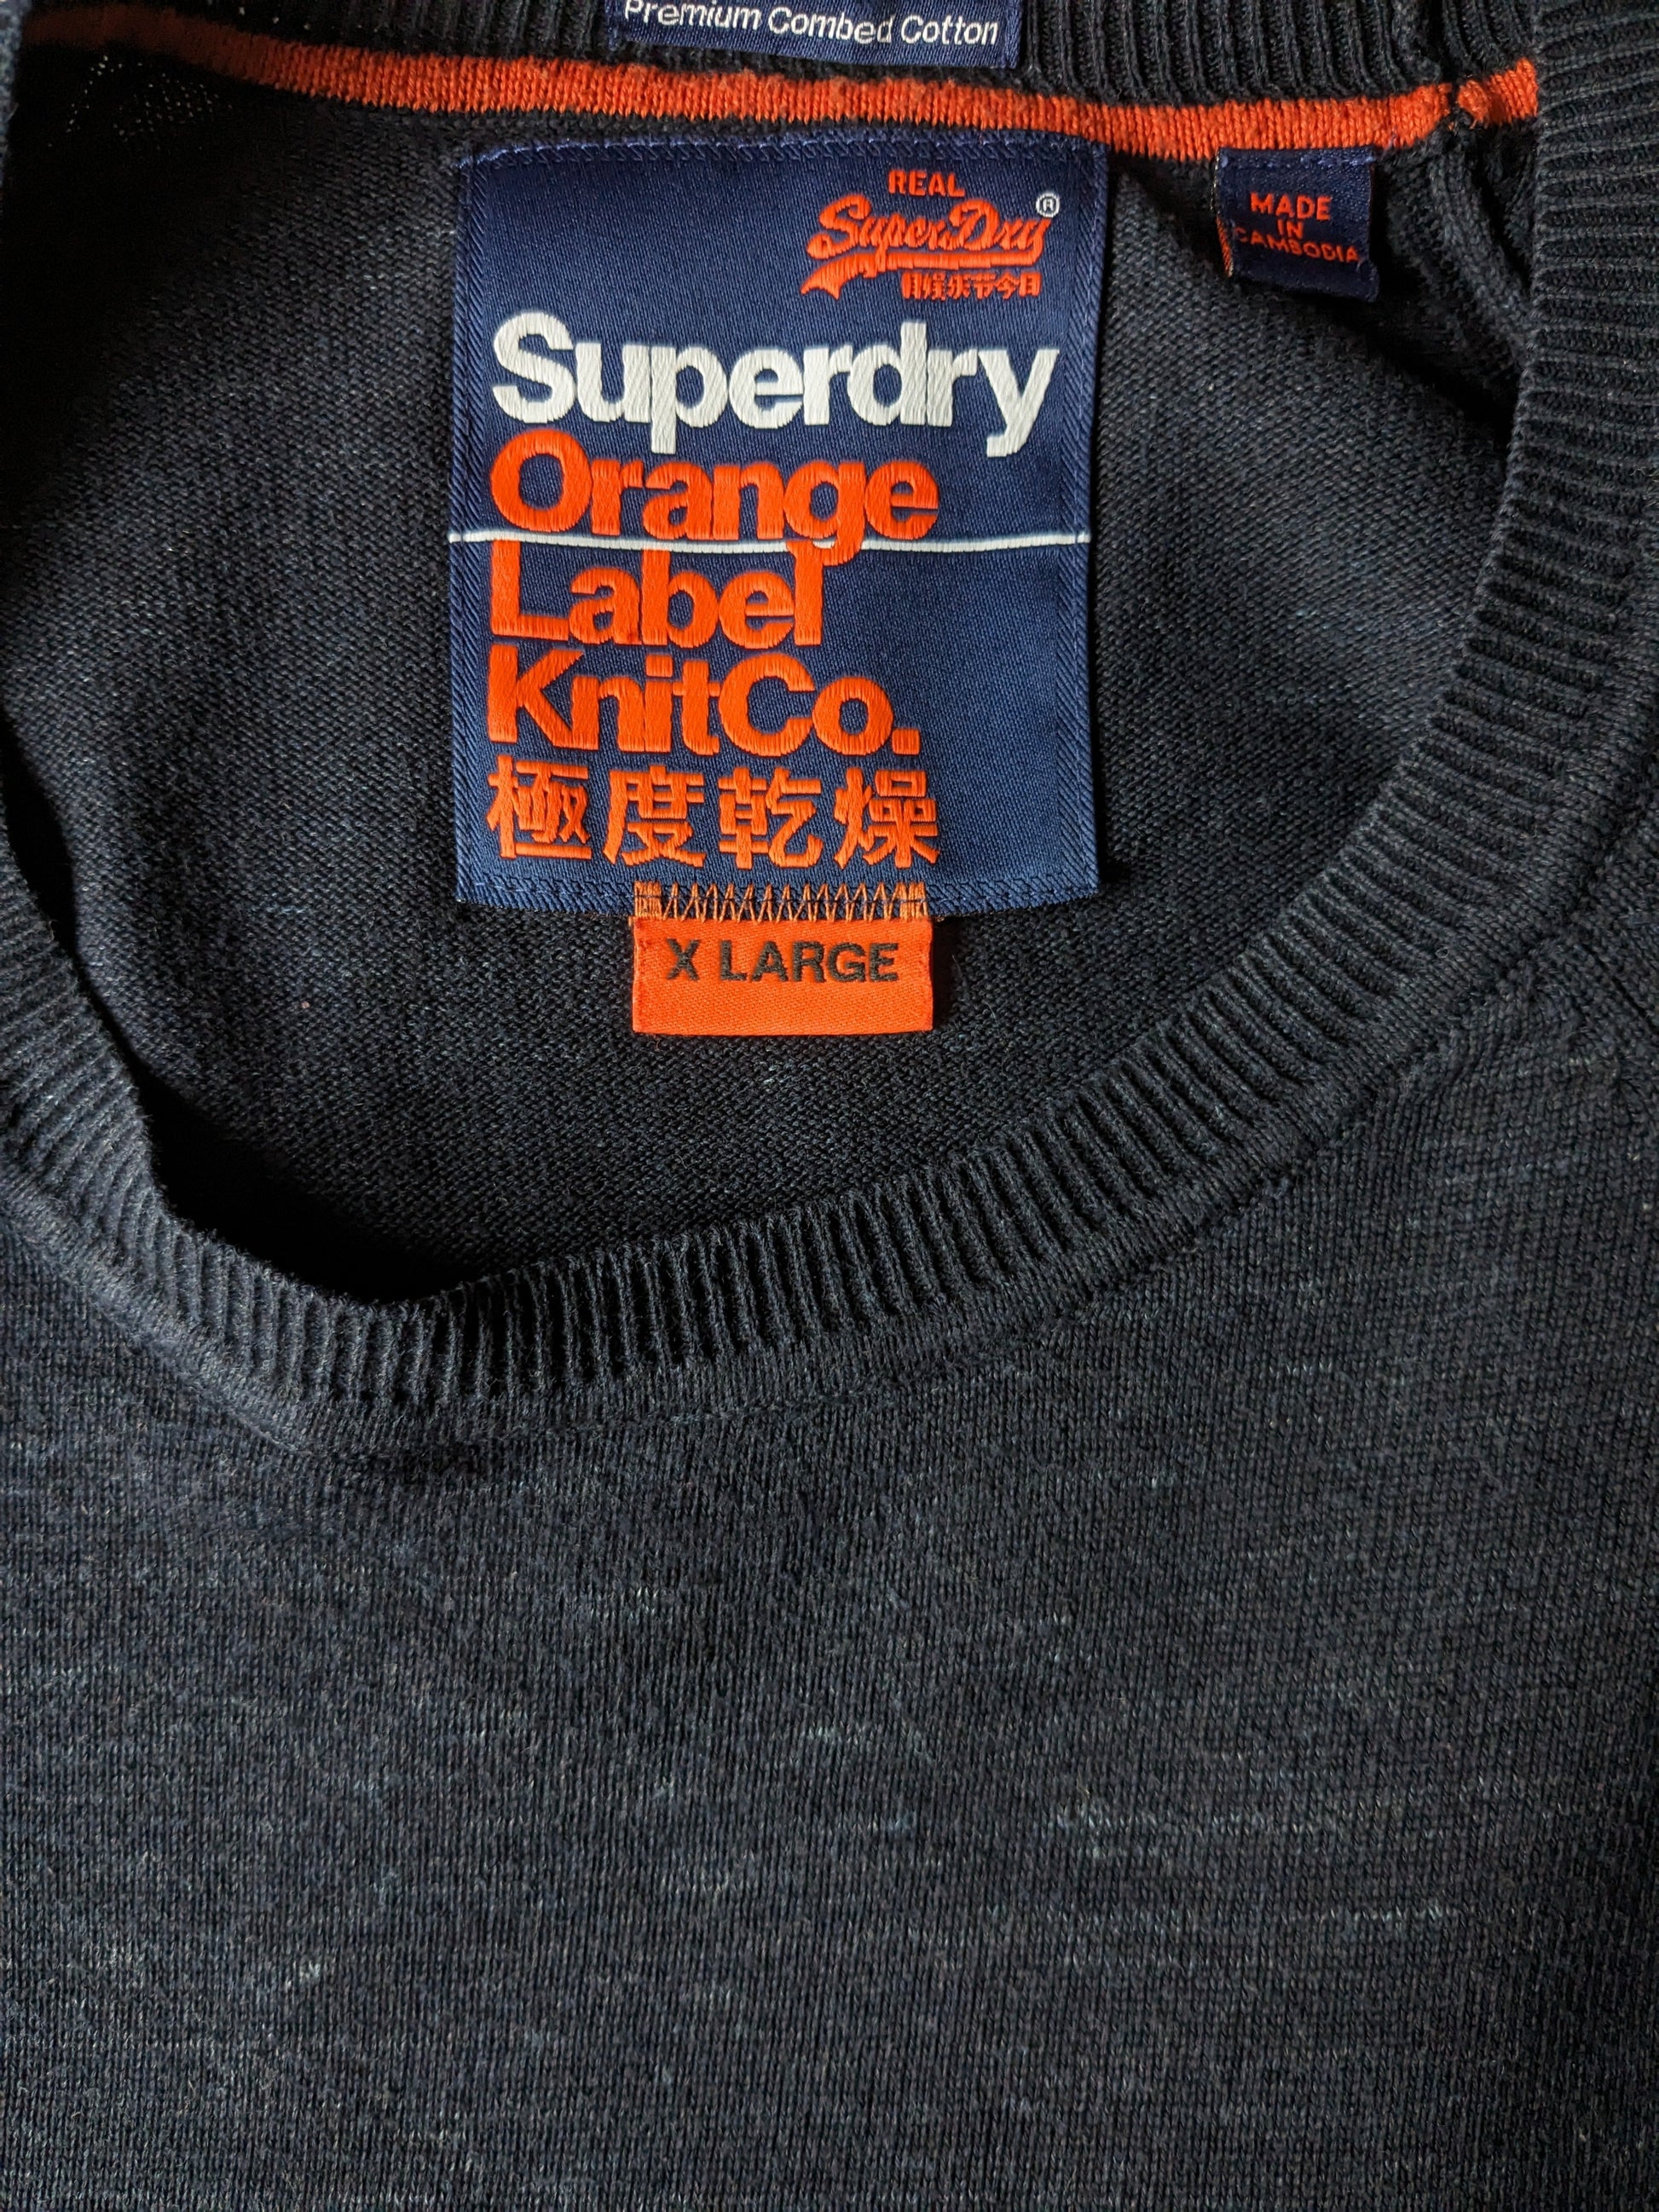 Premium Combed Cotton
REAL
SuperDry®
MADE
IN
CAMBODIA
Superdry
Orange
Label
KnitCo.
極度乾燥
X LARGE